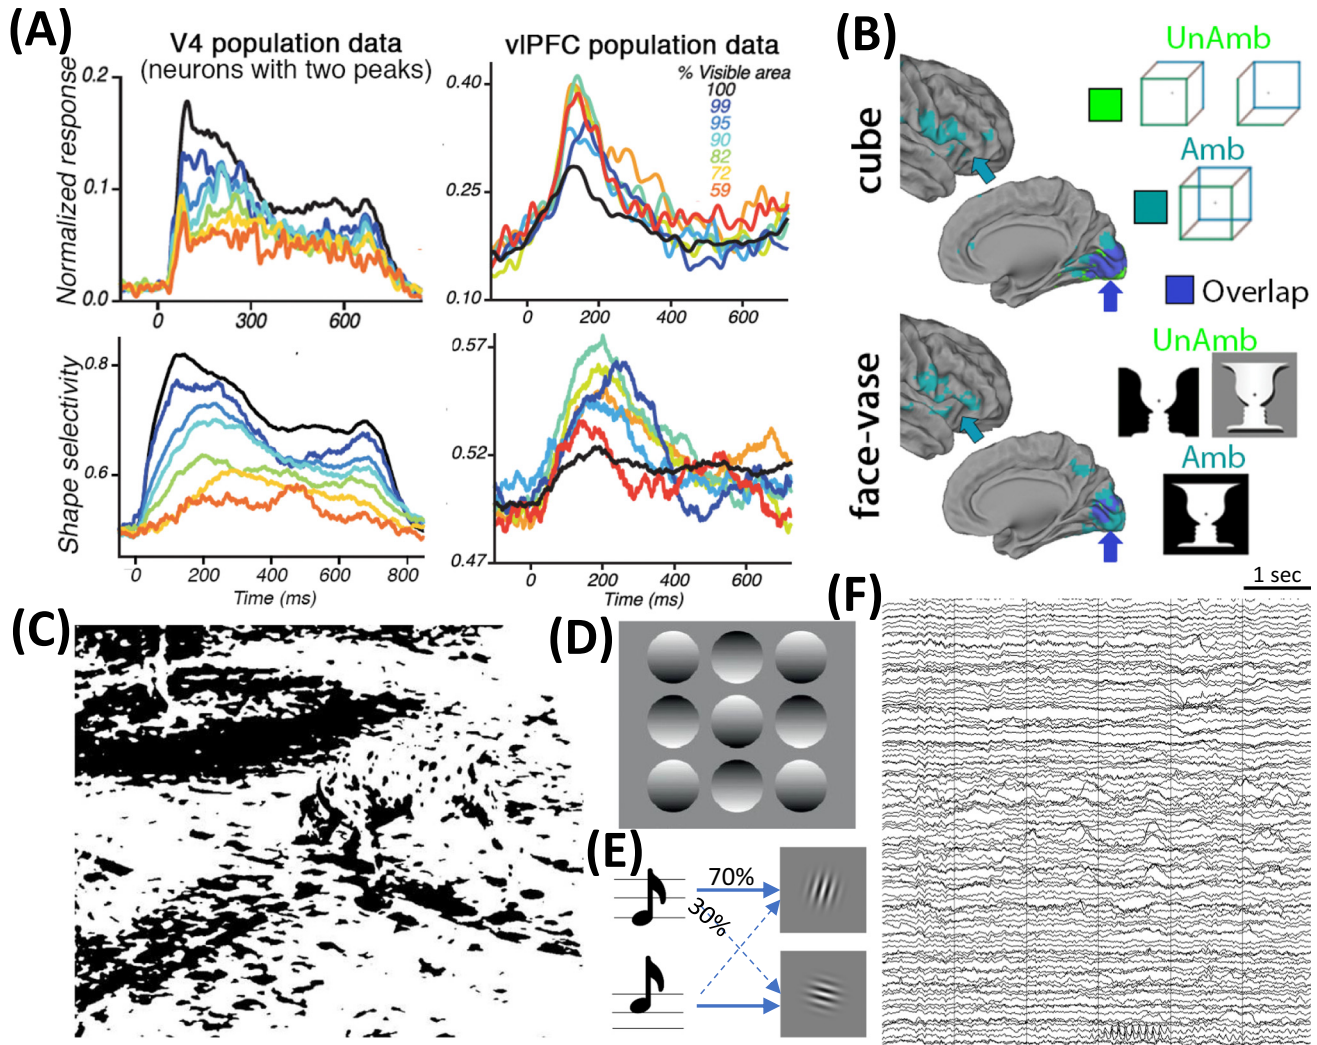 (A)
V4 population data
(neurons with two peaks)
vlPFC population data
% Visible area
100
99
95
90
82
72
59
Normalized response
0.2
0.1
0.0
0
300
600
0.40
0.25
0.10
0
200
400
600
Shape selectivity
0.8
0.6
0
200
400
600
800
Time (ms)
0.57
0.52
0.47
0
200
400
600
Time (ms)
(B)
cube
UnAmb
Amb
Overlap
face-vase
UnAmb
Amb
(C)
(D)
(E)
70%
30%
(F)
1 sec